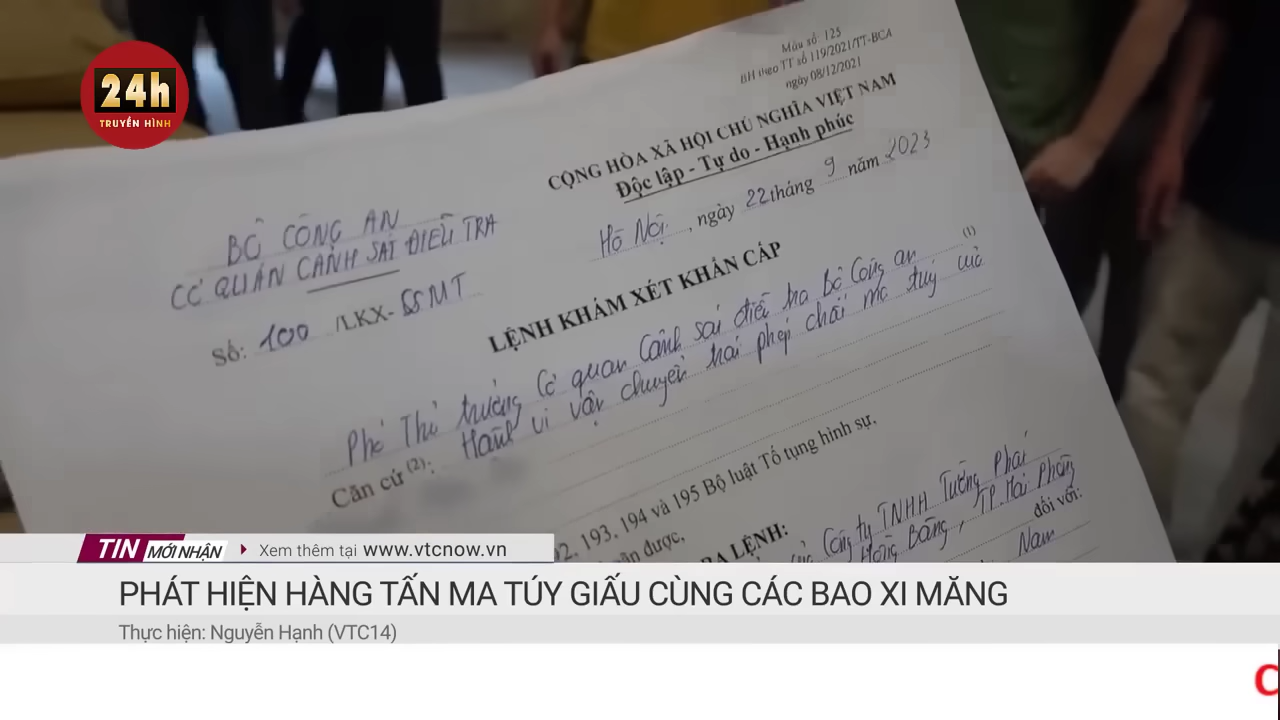 24h
TRUYỀN HÌNH
Mẫu số: 125
BH theo TT số 119/2021/TT-BCA
ngày 08/12/2021
CỘNG HÒA XÃ HỘI CHỦ NGHĨA VIỆT NAM
Độc lập - Tự do - Hạnh phúc
Hà Nội, ngày 22 tháng 9 năm 2023
BỘ CÔNG AN
CƠ QUAN CẢNH SÁT ĐIỀU TRA
Số: 100 /LKX-
LỆNH KHÁM XÉT KHẨN CẤP
(1)
Phó Thủ trưởng Cơ quan Cảnh sát điều tra Bộ Công an
Căn cứ (2): Hành vi vận chuyển trái phép chất ma túy của
193, 194 và 195 Bộ luật Tố tụng hình sự,
được,
RA LỆNH:
Công ty TNHH Tường Phát
Hồng Bàng, TP. Hải Phòng
đối với:
Nam
TIN MỚI NHẬN Xem thêm tại www.vtcnow.vn
PHÁT HIỆN HÀNG TẤN MA TÚY GIẤU CÙNG CÁC BAO XI MĂNG
Thực hiện: Nguyễn Hạnh (VTC14)